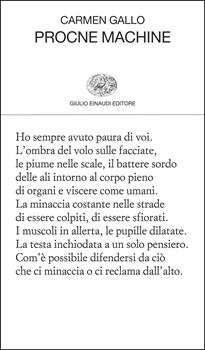 CARMEN GALLO
PROCNE MACHINE
GIULIO EINAUDI EDITORE
Ho sempre avuto paura di voi.
L'ombra del volo sulle facciate,
le piume nelle scale, il battere sordo
delle ali intorno al corpo pieno
di organi e viscere come umani.
La minaccia costante nelle strade
di essere colpiti, di essere sfiorati.
I muscoli in allerta, le pupille dilatate.
La testa inchiodata a un solo pensiero.
Com'è possibile difendersi da ciò
che ci minaccia o ci reclama dall'alto.